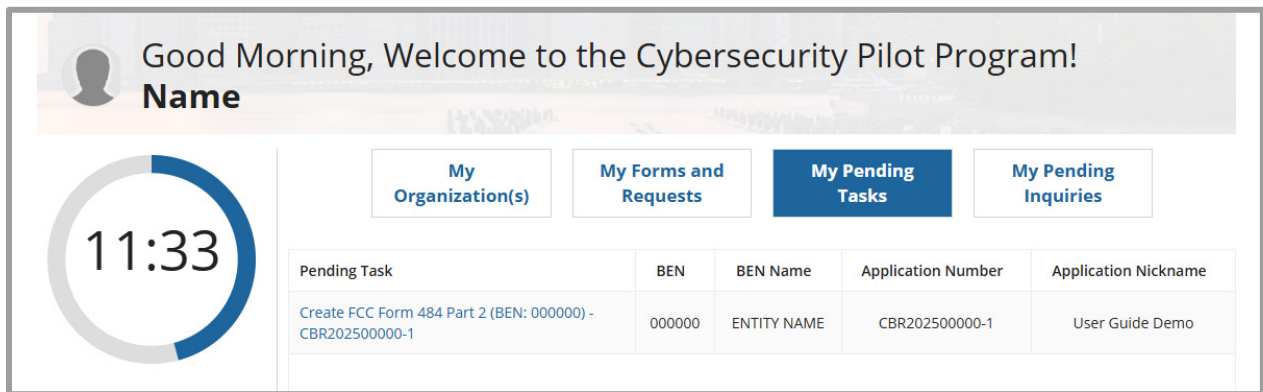 Good Morning, Welcome to the Cybersecurity Pilot Program!
Name
My
Organization(s)
My Forms and
Requests
My Pending
Tasks
My Pending
Inquiries
11:33
Pending Task BEN BEN Name Application Number Application Nickname
Create FCC Form 484 Part 2 (BEN: 000000) -
CBR202500000-1
000000 ENTITY NAME CBR202500000-1 User Guide Demo